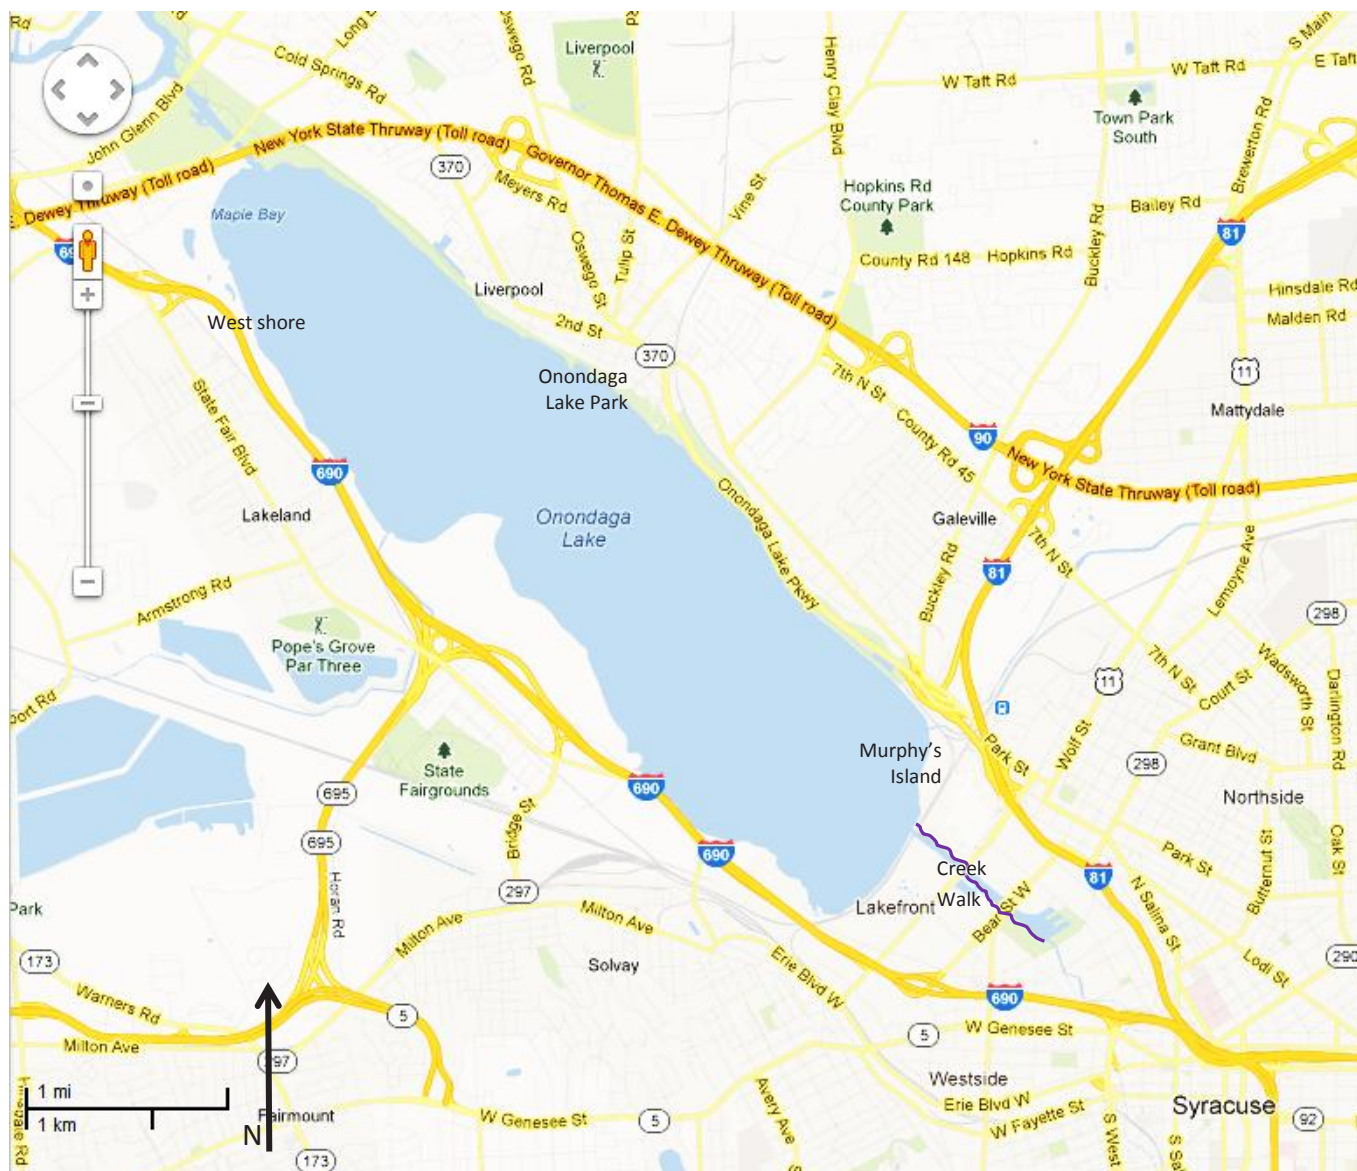 Rd
Long B
Oswego Rd
Rd
S Main
Cold Springs Rd
Liverpool
Henry Clay Blvd
W Taft Rd
W Taft Rd
E Taft
John Glenn Blvd
Town Park
South
Brewerton Rd
New York State Thruway (Toll road)
Governor Thomas E. Dewey Thruway (Toll road)
370
Meyers Rd
Vine St
Hopkins Rd
County Park
Bailey Rd
E. Dewey Thruway (Toll road)
Maple Bay
Oswego St
Tulip St
Buckley Rd
81
69
County Rd 148
Hopkins Rd
Liverpool
Hinsdale Rd
West shore
2nd St
Malden Rd
370
Onondaga
Lake Park
7th N St
11
State Fair Blvd
County Rd 45
Mattydale
90
690
New York State Thruway (Toll road)
Lakeland
Onondaga
Lake
Onondaga Lake Pkwy
Galeville
7th N St
81
Buckley Rd
Lemoyne Ave
Armstrong Rd
298
Pope's Grove
Par Three
7th N St
Wadsworth St
Court St
11
Darlington Rd
Port Rd
Park St
Wolf St
Grant Blvd
State
Fairgrounds
Murphy's
Island
298
695
690
Northside
Bridge St
695
690
Park St
Butternut St
Oak St
Creek
Walk
81
297
Horan Rd
Lakefront
Bear St W
N Salina St
Park
Milton Ave
Milton Ave
173
Solvay
Erie Blvd W
Lodi St
290
Warners Rd
690
5
5
W Genesee St
Milton Ave
297
Westside
1 mi
1 km
Fairmount
W Genesee St
5
Avery Ave
Erie Blvd W
W Fayette St
S West
Syracuse
92
N
173
S Sa